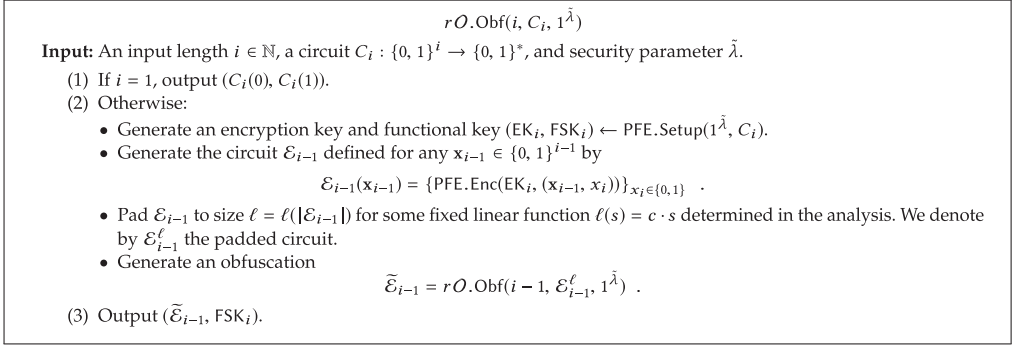 r𝒪.Obf(i, C_i, 1^λ̃)
Input: An input length i ∈ ℕ, a circuit C_i : {0, 1}^i → {0, 1}^*, and security parameter λ̃.
(1) If i = 1, output (C_i(0), C_i(1)).
(2) Otherwise:
• Generate an encryption key and functional key (EK_i, FSK_i) ← PFE.Setup(1^λ̃, C_i).
• Generate the circuit ℰ_{i−1} defined for any x_{i−1} ∈ {0, 1}^{i−1} by
ℰ_{i−1}(x_{i−1}) = {PFE.Enc(EK_i, (x_{i−1}, x_i))}_{x_i∈{0,1}} .
• Pad ℰ_{i−1} to size ℓ = ℓ(|ℰ_{i−1}|) for some fixed linear function ℓ(s) = c · s determined in the analysis. We denote
by ℰ^ℓ_{i−1} the padded circuit.
• Generate an obfuscation
ℰ̃_{i−1} = r𝒪.Obf(i − 1, ℰ^ℓ_{i−1}, 1^λ̃) .
(3) Output (ℰ̃_{i−1}, FSK_i).